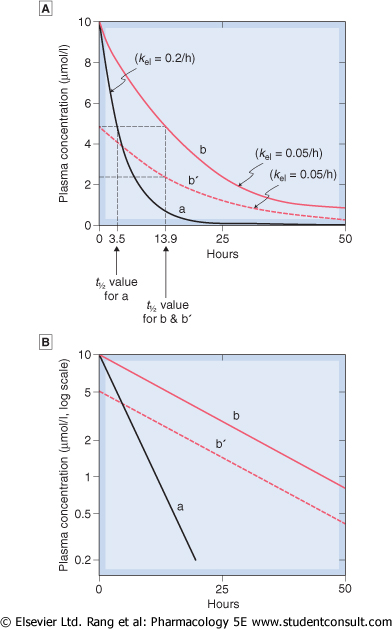 A
Plasma concentration (μmol/l)
10
8
6
4
2
0
(kel = 0.2/h)
b
(kel = 0.05/h)
(kel = 0.05/h)
b′
a
0 3.5 13.9 25 50
Hours
t½ value
for a
t½ value
for b & b′
B
Plasma concentration (μmol/l, log scale)
10
5
2
1
0.5
0.2
b
b′
a
0 25 50
Hours
© Elsevier Ltd. Rang et al: Pharmacology 5E www.studentconsult.com